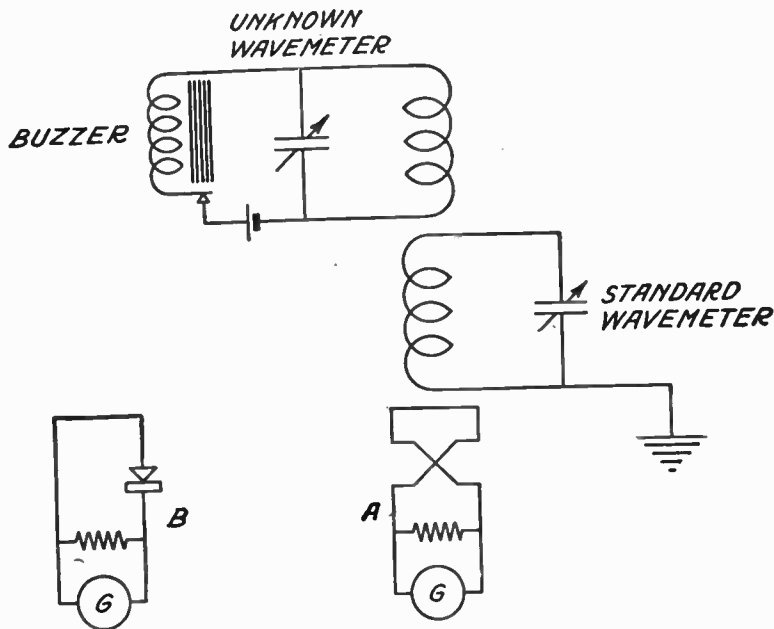 UNKNOWN
WAVEMETER
BUZZER
STANDARD
WAVEMETER
B
A
G
G